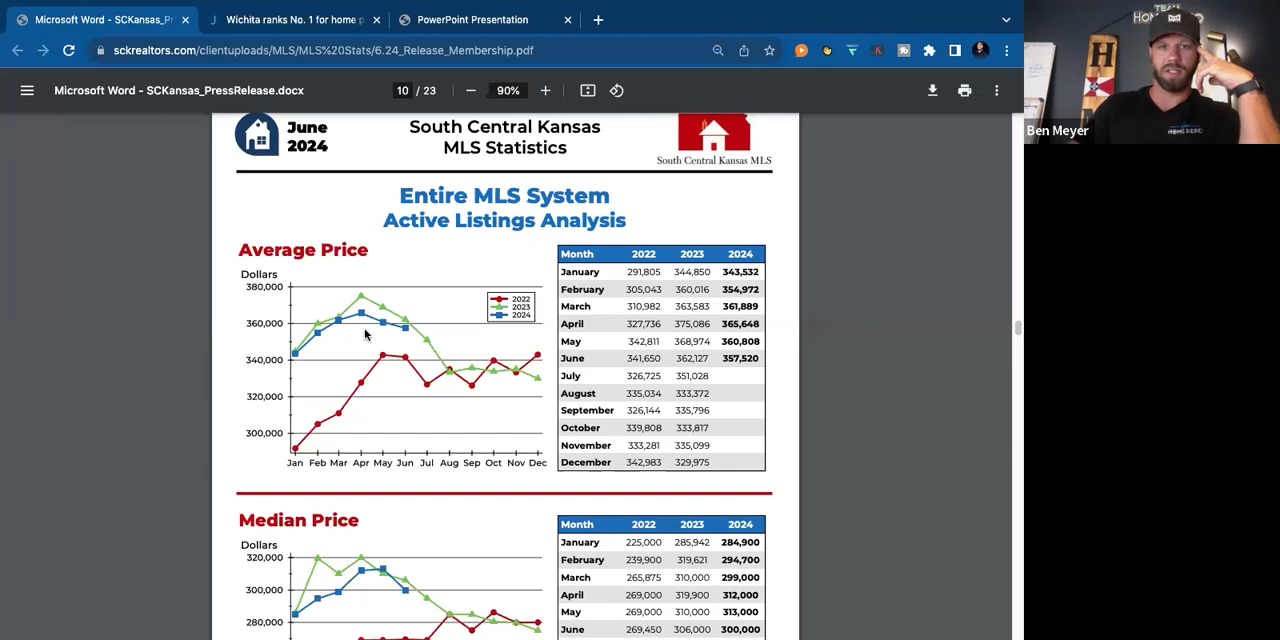 Microsoft Word - SCKansas_Pr
Wichita ranks No. 1 for home p
PowerPoint Presentation
sckrealtors.com/clientuploads/MLS/MLS%20Stats/6.24_Release_Membership.pdf
Microsoft Word - SCKansas_PressRelease.docx
10 / 23
90%
TEAM
Ben Meyer
HOME HERO
June
2024
South Central Kansas
MLS Statistics
South Central Kansas MLS
Entire MLS System
Active Listings Analysis
Average Price
Dollars
380,000
360,000
340,000
320,000
300,000
Jan Feb Mar Apr May Jun Jul Aug Sep Oct Nov Dec
2022
2023
2024
Month 2022 2023 2024
January 291,805 344,850 343,532
February 305,043 360,016 354,972
March 310,982 363,583 361,889
April 327,736 375,086 365,648
May 342,811 368,974 360,808
June 341,650 362,127 357,520
July 326,725 351,028
August 335,034 333,372
September 326,144 335,796
October 339,808 333,817
November 333,281 335,099
December 342,983 329,975
Median Price
Dollars
320,000
300,000
280,000
Month 2022 2023 2024
January 225,000 285,942 284,900
February 239,900 319,621 294,700
March 265,875 310,000 299,000
April 269,000 319,900 312,000
May 269,000 310,000 313,000
June 269,450 306,000 300,000